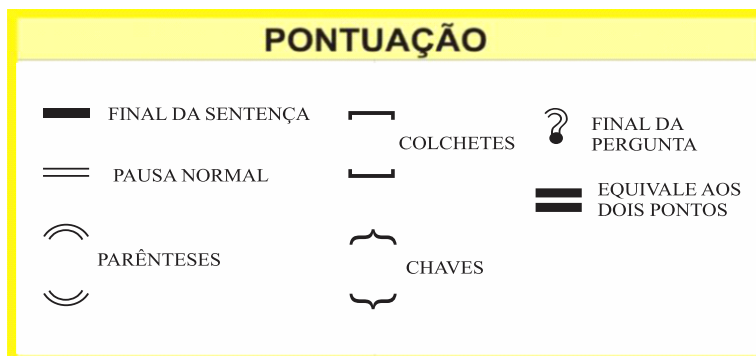 PONTUAÇÃO
FINAL DA SENTENÇA
PAUSA NORMAL
PARÊNTESES
COLCHETES
CHAVES
FINAL DA
PERGUNTA
EQUIVALE AOS
DOIS PONTOS